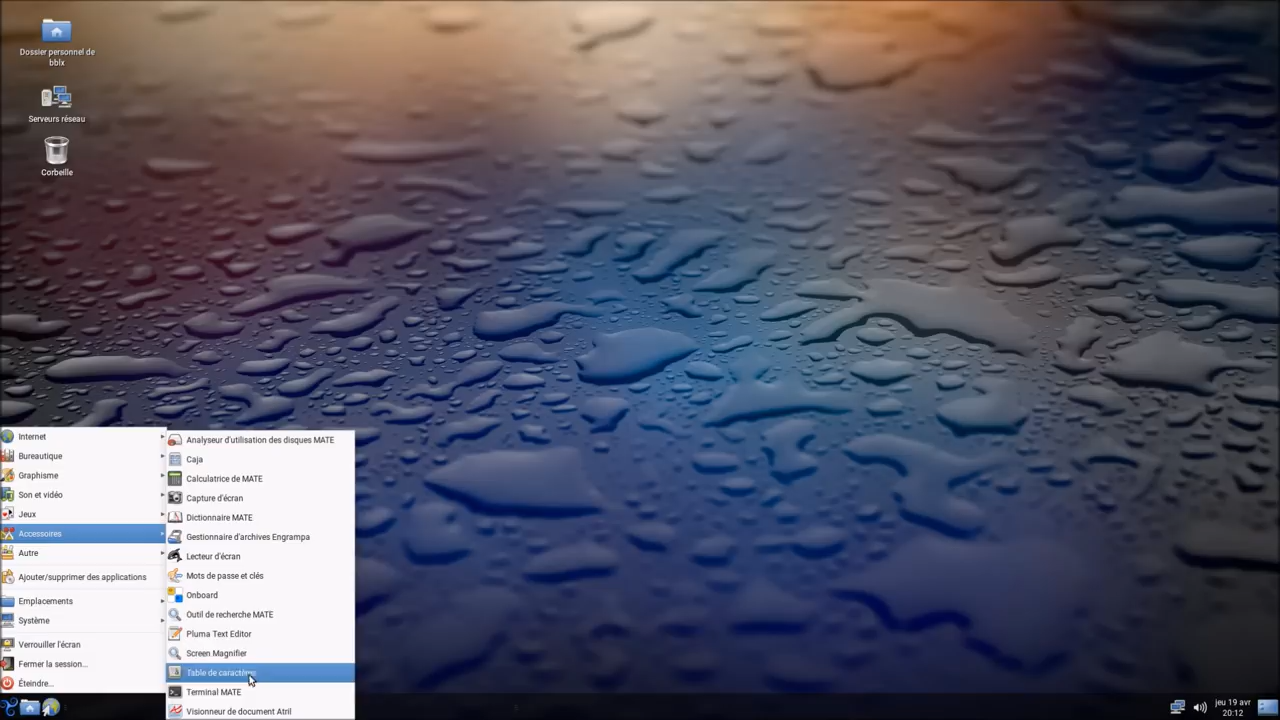 Dossier personnel de
bblx
Serveurs réseau
Corbeille
Internet
Bureautique
Graphisme
Son et vidéo
Jeux
Accessoires
Autre
Ajouter/supprimer des applications
Emplacements
Système
Verrouiller l'écran
Fermer la session...
Éteindre...
Analyseur d'utilisation des disques MATE
Caja
Calculatrice de MATE
Capture d'écran
Dictionnaire MATE
Gestionnaire d'archives Engrampa
Lecteur d'écran
Mots de passe et clés
Onboard
Outil de recherche MATE
Pluma Text Editor
Screen Magnifier
Table de caractères
Terminal MATE
Visionneur de document Atril
jeu 19 avr
20:12